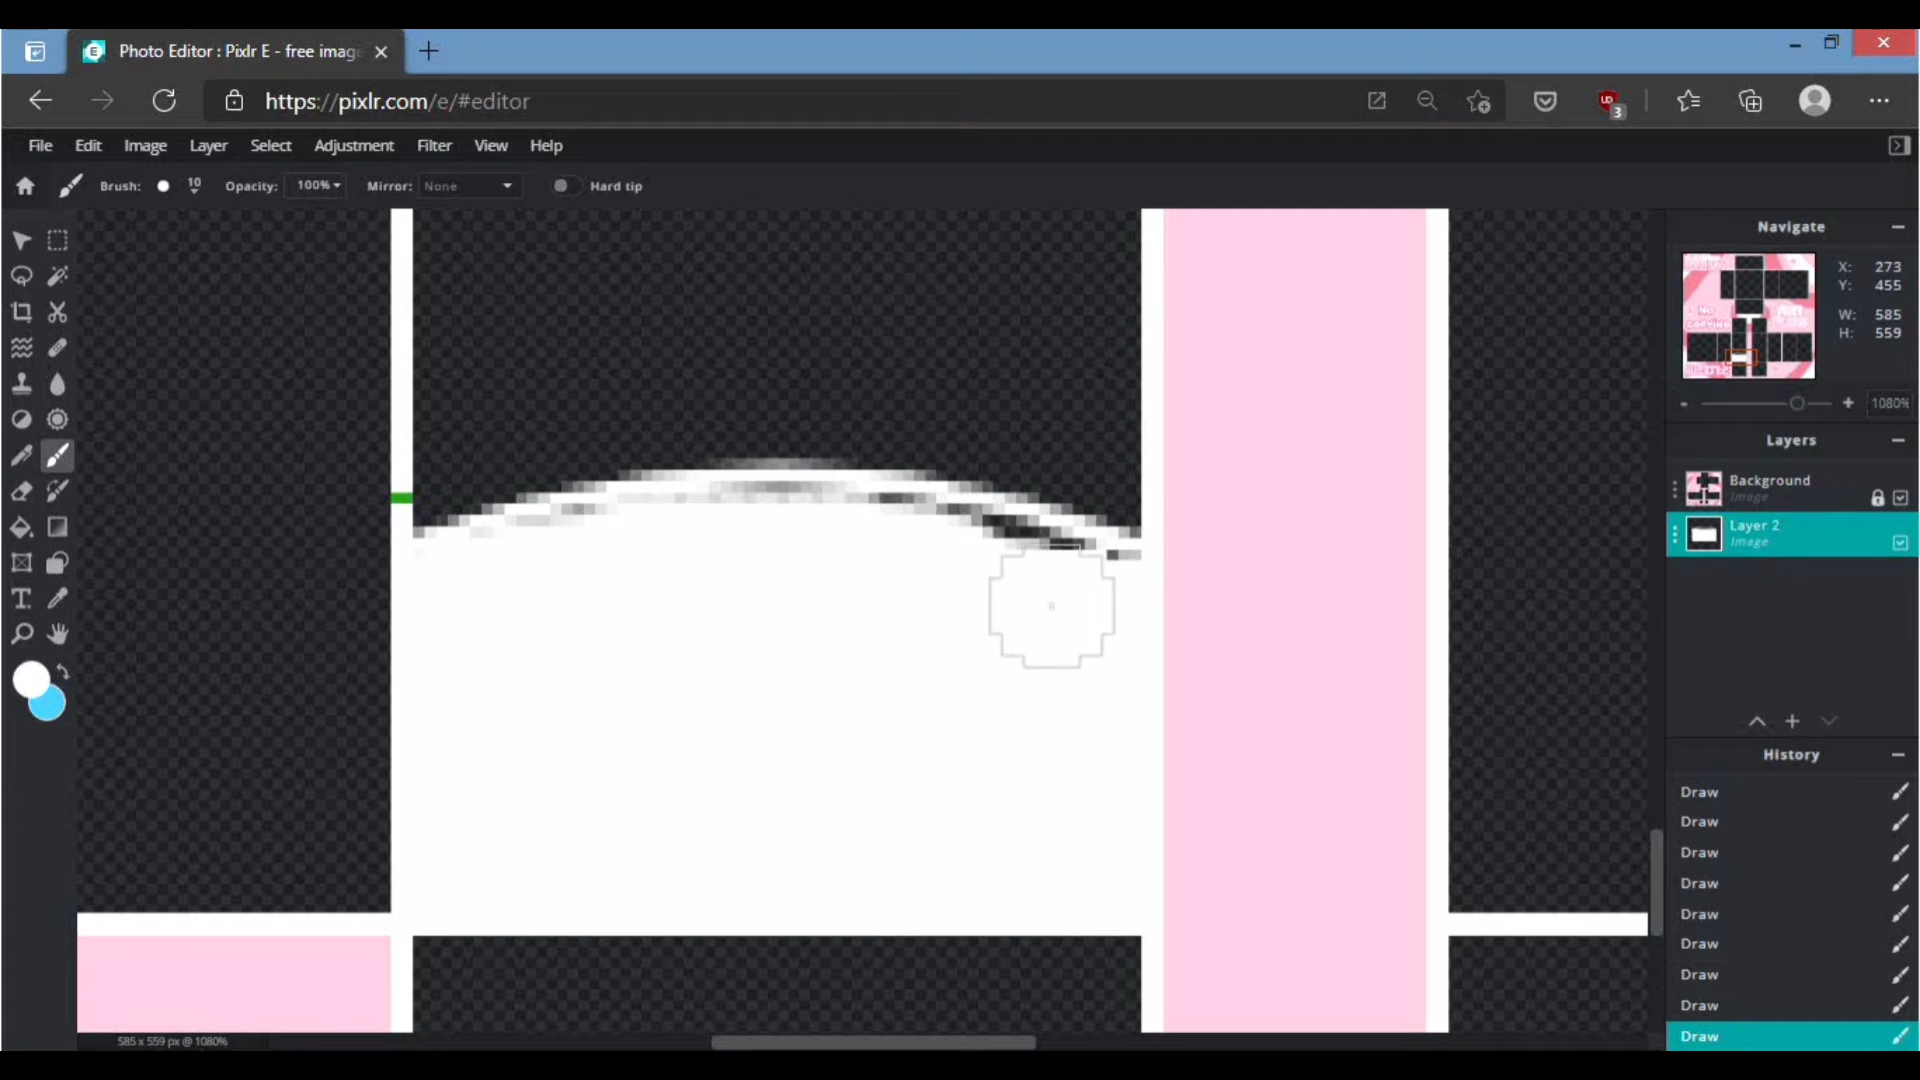 Photo Editor : Pixlr E - free imag
https://pixlr.com/e/#editor
3
File Edit Image Layer Select Adjustment Filter View Help
Brush: 10 Opacity: 100% Mirror: None Hard tip
Navigate
X: 273
Y: 455
W: 585
H: 559
- + 1080%
Layers
Background
Image
Layer 2
Image
History
Draw
Draw
Draw
Draw
Draw
Draw
Draw
Draw
Draw
585 x 559 px @ 1080%